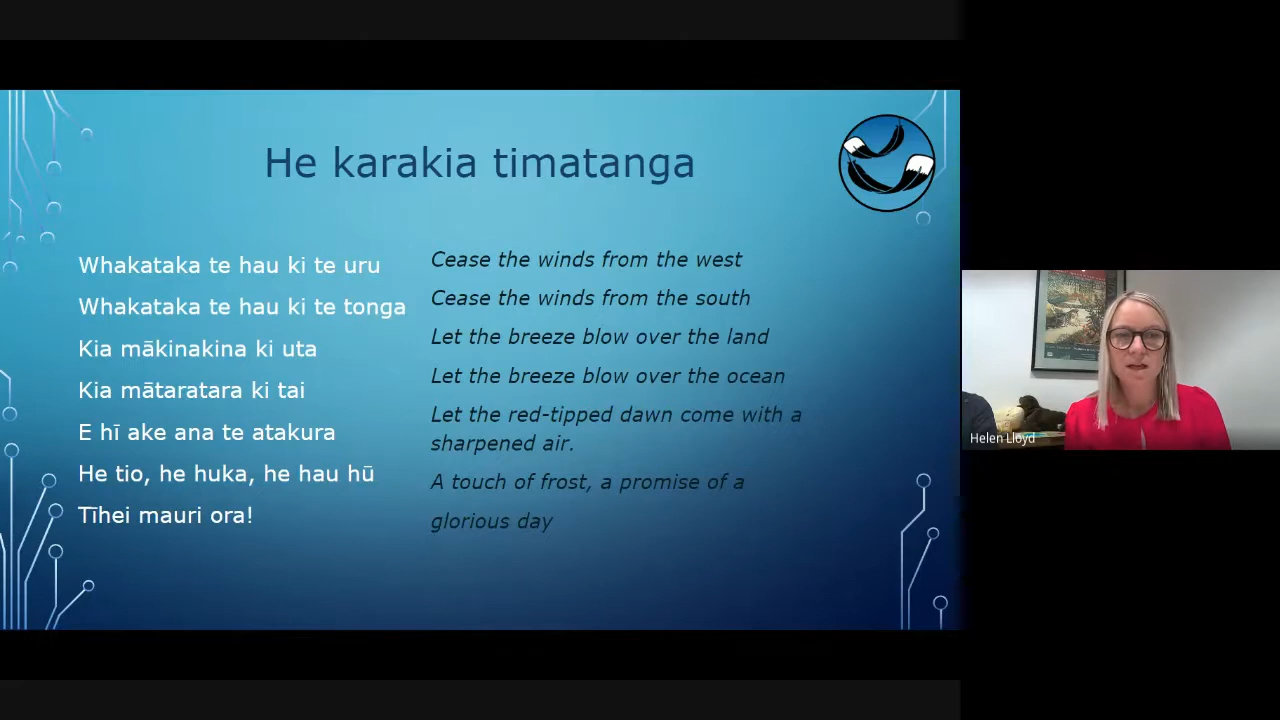 He karakia timatanga
Whakataka te hau ki te uru
Whakataka te hau ki te tonga
Kia mākinakina ki uta
Kia mātaratara ki tai
E hī ake ana te atakura
He tio, he huka, he hau hū
Tīhei mauri ora!
Cease the winds from the west
Cease the winds from the south
Let the breeze blow over the land
Let the breeze blow over the ocean
Let the red-tipped dawn come with a
sharpened air.
A touch of frost, a promise of a
glorious day
Helen Lloyd